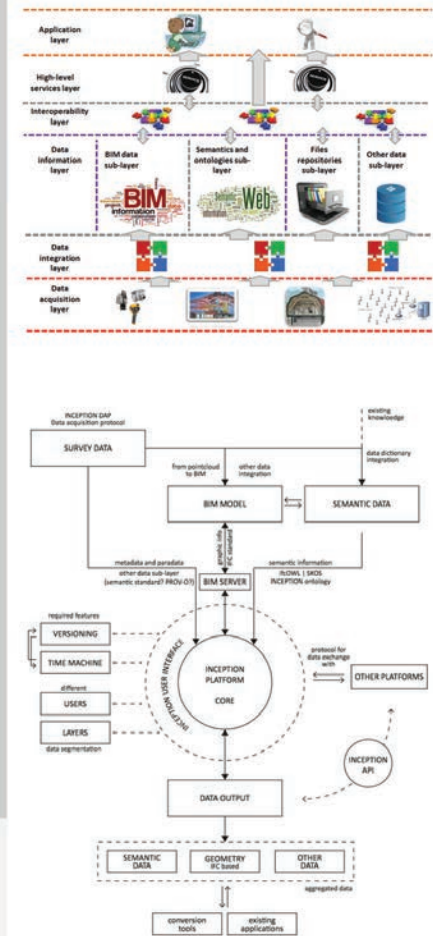 Application
layer
High-level
services layer
Interoperability
layer
Data
information
layer
BIM data
sub-layer
Semantics and
ontologies sub-
layer
Files
repositories
sub-layer
Other data
sub-layer
BIM
information
Web
Data
integration
layer
Data
acquisition
layer
INCEPTION DAP
Data acquisition protocol
SURVEY DATA
existing
knowloedge
from pointcloud
to BIM
other data
integration
data dictionary
integration
BIM MODEL
SEMANTIC DATA
graphic info
IFC standard
metadata and paradata
other data sub-layer
(semantic standard? PROV-O?)
BIM SERVER
semantic information
ifcOWL | SKOS
INCEPTION ontology
required features
VERSIONING
TIME MACHINE
different
USERS
LAYERS
data segmentation
INCEPTION USER INTERFACE
INCEPTION
PLATFORM
CORE
protocol for
data exchange
with
OTHER PLATFORMS
INCEPTION
API
DATA OUTPUT
SEMANTIC
DATA
GEOMETRY
IFC based
OTHER
DATA
aggregated data
conversion
tools
existing
applications